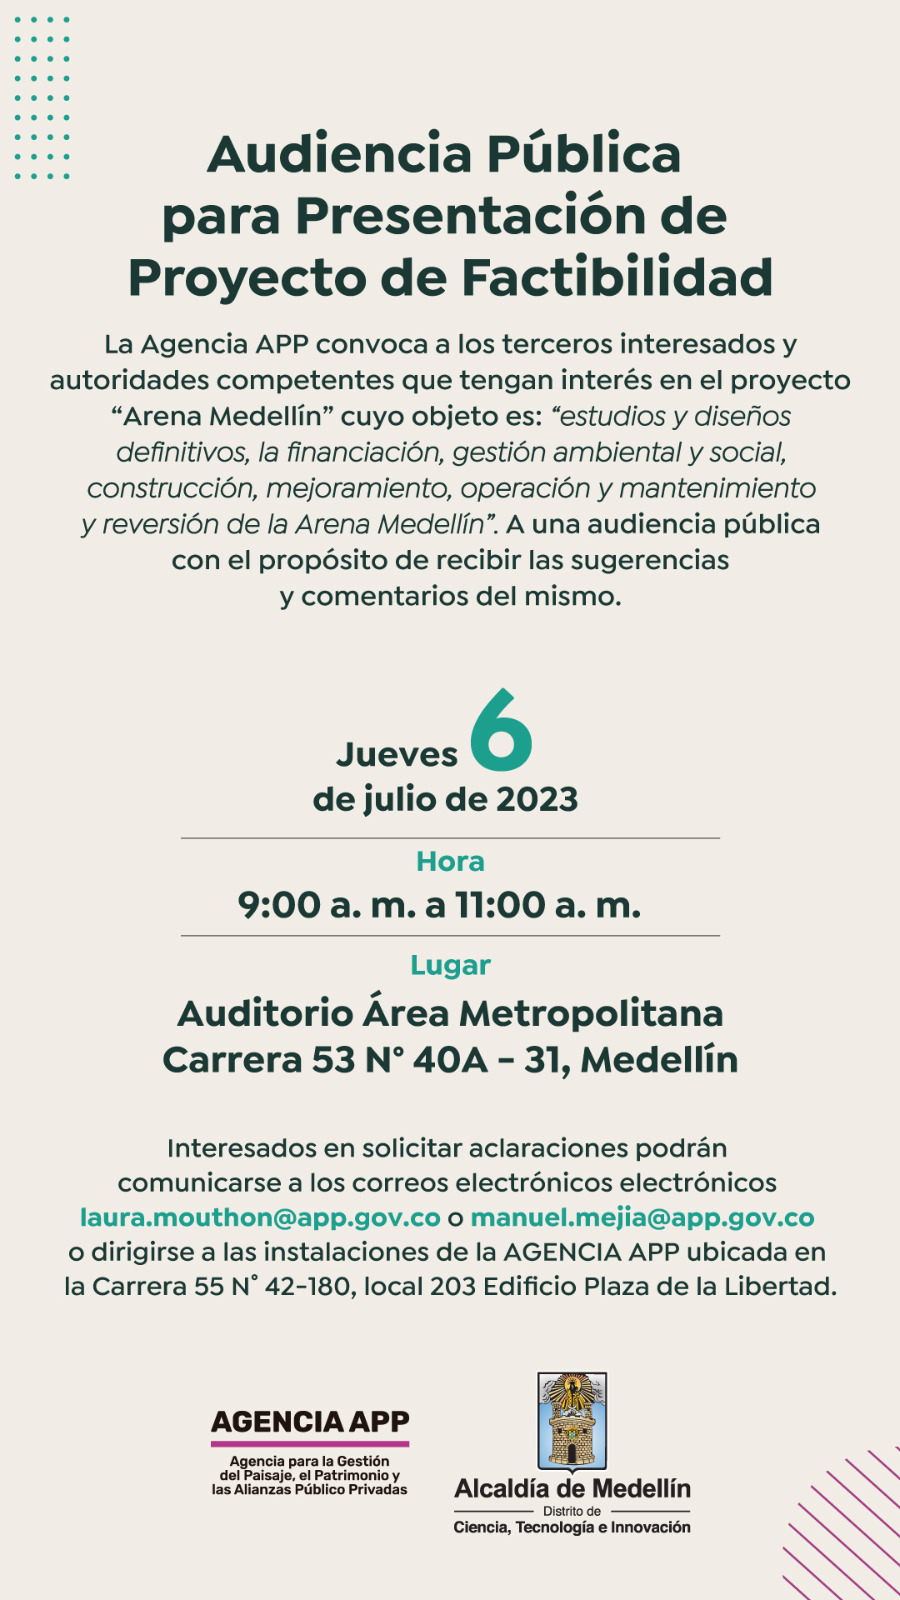 Audiencia Pública
para Presentación de
Proyecto de Factibilidad
La Agencia APP convoca a los terceros interesados y
autoridades competentes que tengan interés en el proyecto
“Arena Medellín” cuyo objeto es: “estudios y diseños
definitivos, la financiación, gestión ambiental y social,
construcción, mejoramiento, operación y mantenimiento
y reversión de la Arena Medellín”. A una audiencia pública
con el propósito de recibir las sugerencias
y comentarios del mismo.
Jueves 6
de julio de 2023
Hora
9:00 a. m. a 11:00 a. m.
Lugar
Auditorio Área Metropolitana
Carrera 53 N° 40A - 31, Medellín
Interesados en solicitar aclaraciones podrán
comunicarse a los correos electrónicos electrónicos
laura.mouthon@app.gov.co o manuel.mejia@app.gov.co
o dirigirse a las instalaciones de la AGENCIA APP ubicada en
la Carrera 55 N° 42-180, local 203 Edificio Plaza de la Libertad.
AGENCIA APP
Agencia para la Gestión
del Paisaje, el Patrimonio y
las Alianzas Público Privadas
Alcaldía de Medellín
Distrito de
Ciencia, Tecnología e Innovación